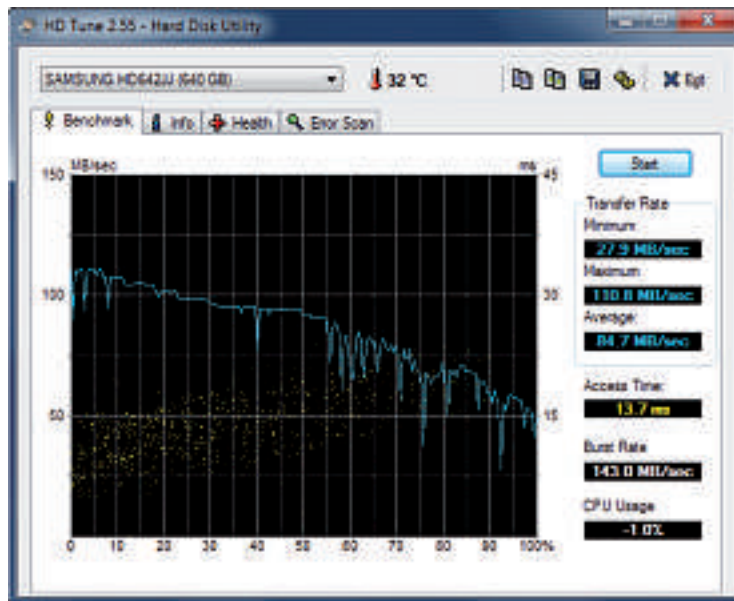 HD Tune 2.55 - Hard Disk Utility
SAMSUNG HD642JJ (640 GB)
32 °C
Exit
Benchmark
Info
Health
Error Scan
MB/sec
ms
150
100
50
45
30
15
0
10
20
30
40
50
60
70
80
90
100%
Start
Transfer Rate
Minimum
27.9 MB/sec
Maximum
110.8 MB/sec
Average:
84.7 MB/sec
Access Time:
13.7 ms
Burst Rate
143.0 MB/sec
CPU Usage
-1.0%